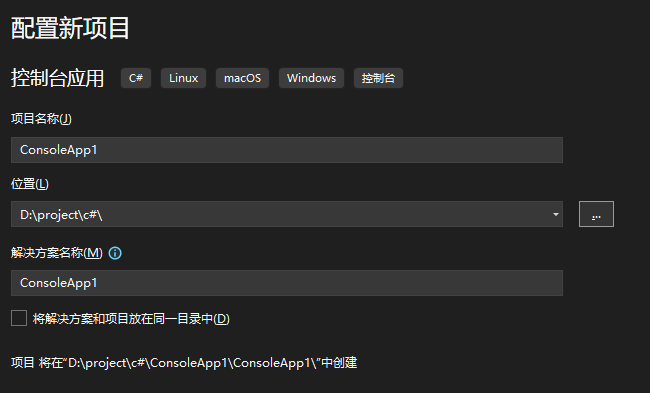 配置新项目
控制台应用 C# Linux macOS Windows 控制台
项目名称(J)
ConsoleApp1
位置(L)
D:\project\c#\ ...
解决方案名称(M)
ConsoleApp1
将解决方案和项目放在同一目录中(D)
项目 将在“D:\project\c#\ConsoleApp1\ConsoleApp1\”中创建